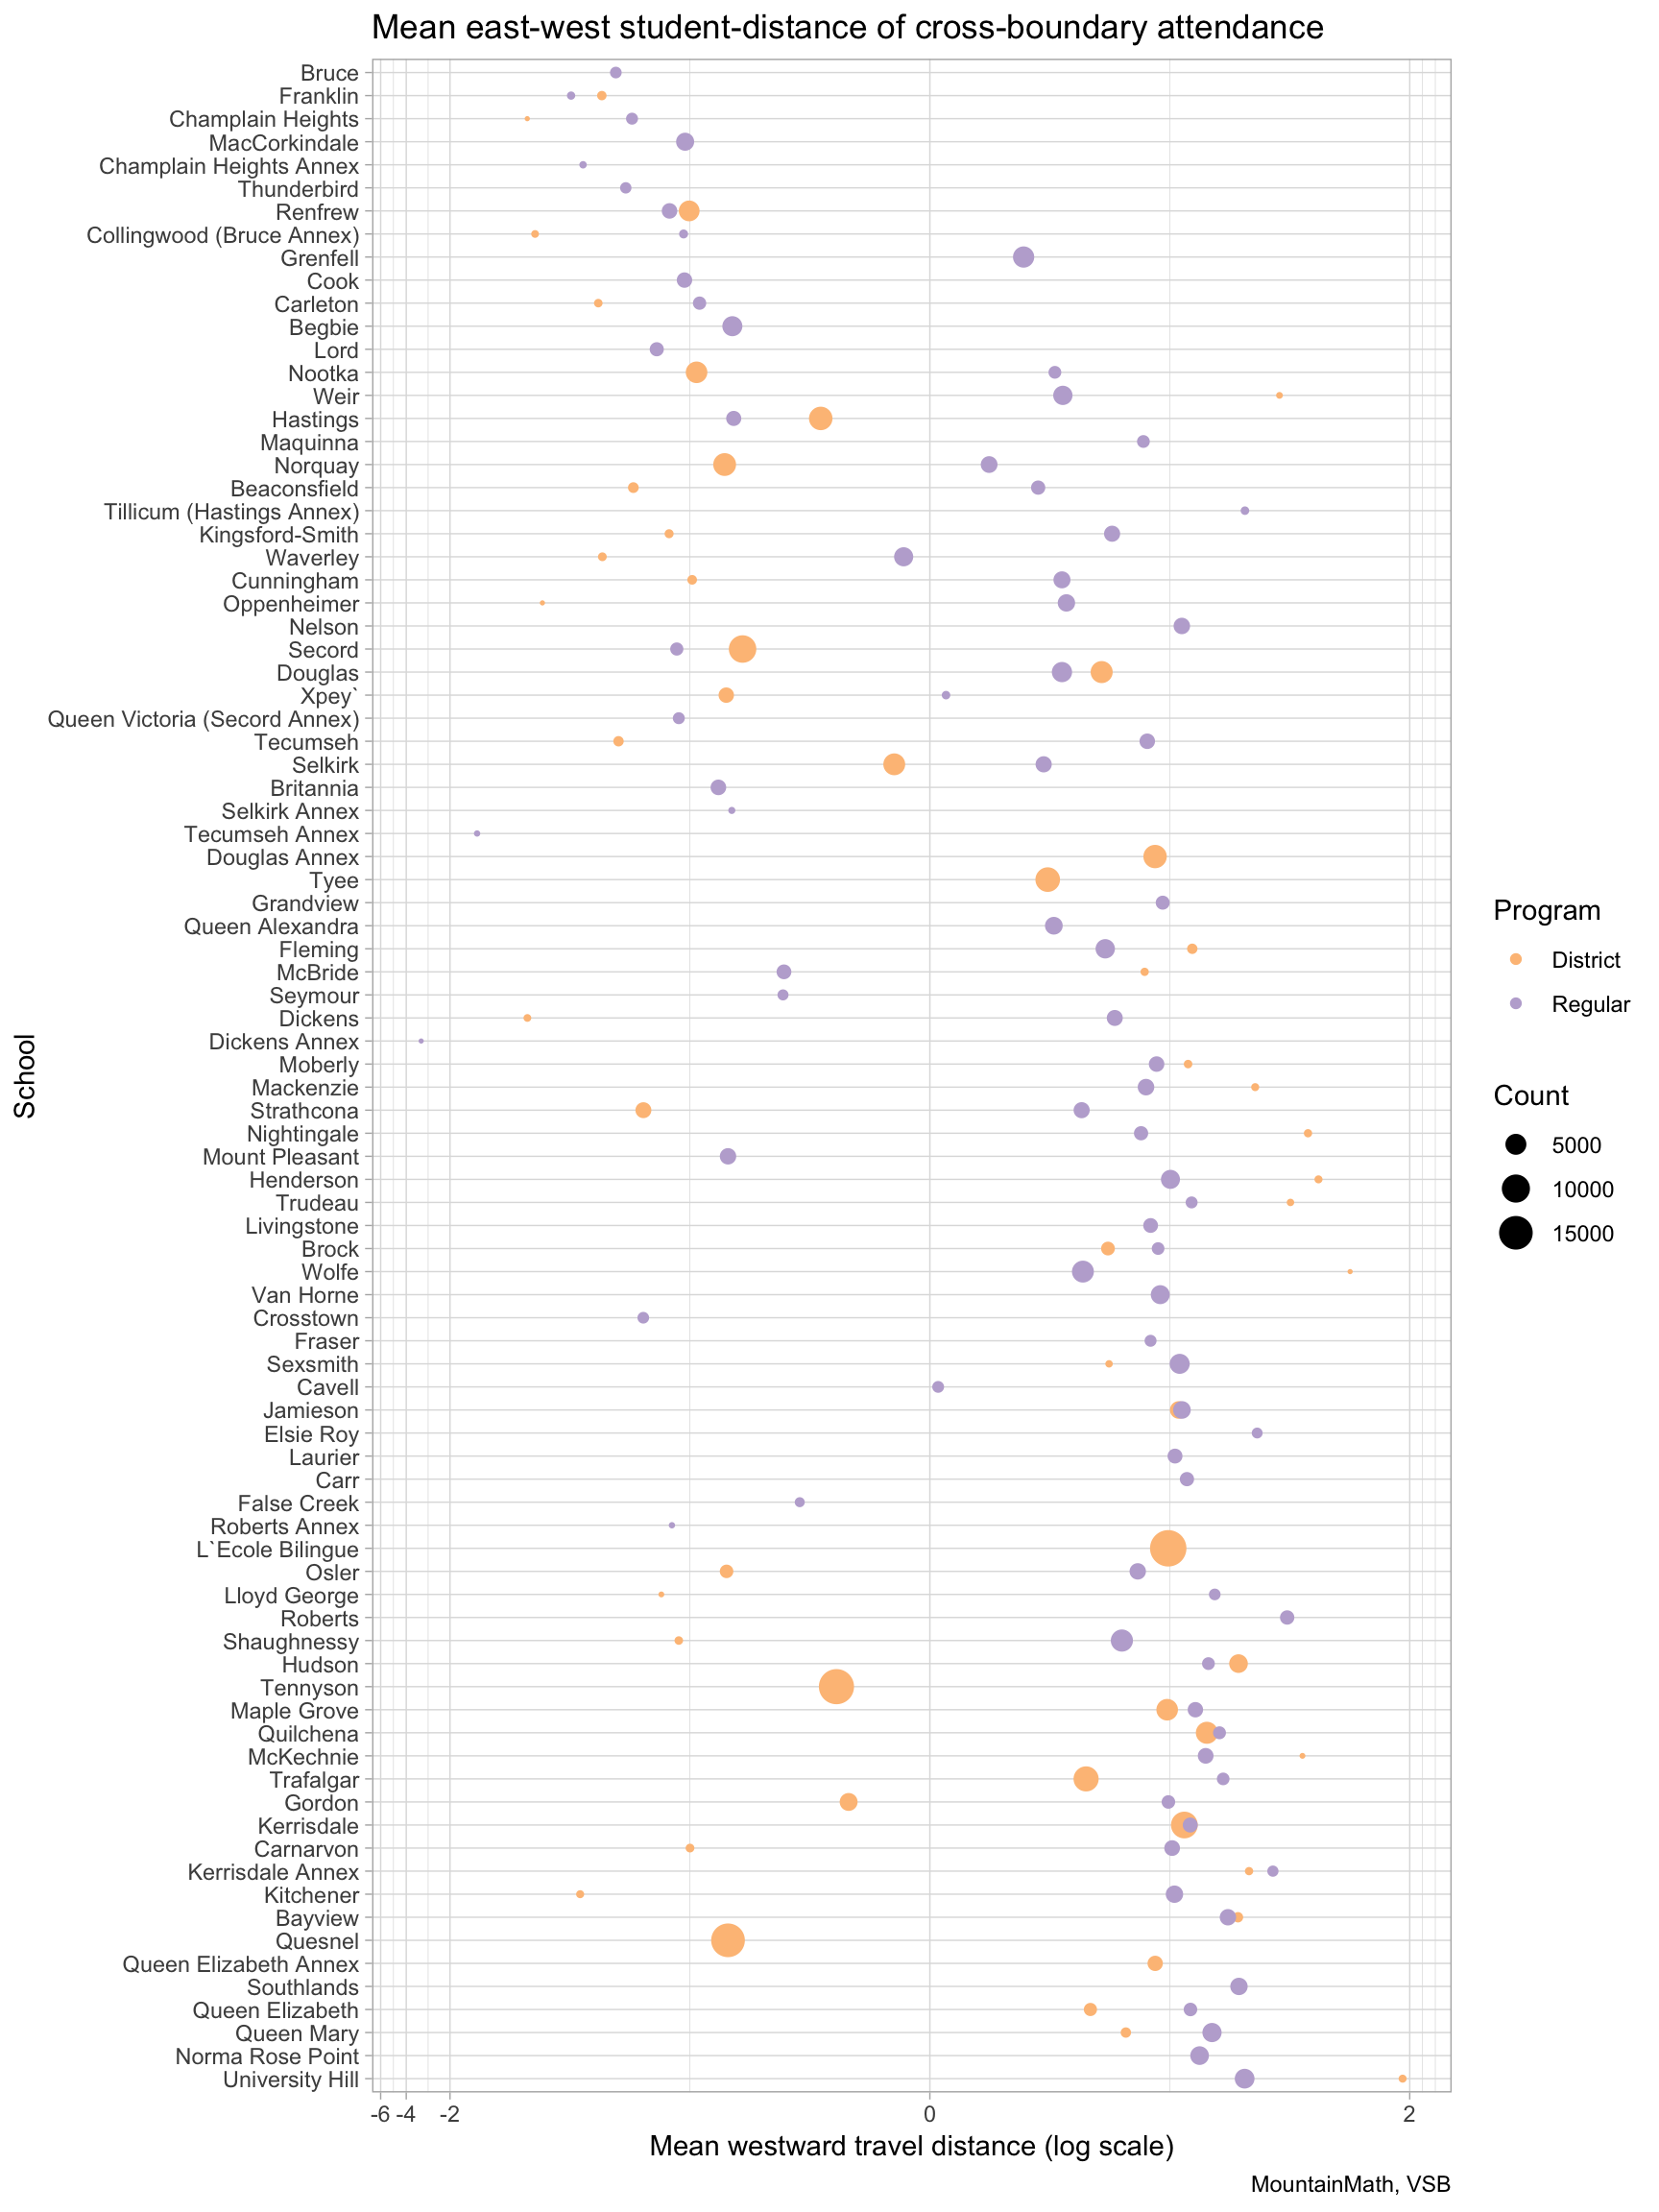 Mean east-west student-distance of cross-boundary attendance
Bruce
Franklin
Champlain Heights
MacCorkindale
Champlain Heights Annex
Thunderbird
Renfrew
Collingwood (Bruce Annex)
Grenfell
Cook
Carleton
Begbie
Lord
Nootka
Weir
Hastings
Maquinna
Norquay
Beaconsfield
Tillicum (Hastings Annex)
Kingsford-Smith
Waverley
Cunningham
Oppenheimer
Nelson
Secord
Douglas
Xpey`
Queen Victoria (Secord Annex)
Tecumseh
Selkirk
Britannia
Selkirk Annex
Tecumseh Annex
Douglas Annex
Tyee
Grandview
Queen Alexandra
Fleming
McBride
Seymour
Dickens
Dickens Annex
Moberly
Mackenzie
Strathcona
Nightingale
Mount Pleasant
Henderson
Trudeau
Livingstone
Brock
Wolfe
Van Horne
Crosstown
Fraser
Sexsmith
Cavell
Jamieson
Elsie Roy
Laurier
Carr
False Creek
Roberts Annex
L`Ecole Bilingue
Osler
Lloyd George
Roberts
Shaughnessy
Hudson
Tennyson
Maple Grove
Quilchena
McKechnie
Trafalgar
Gordon
Kerrisdale
Carnarvon
Kerrisdale Annex
Kitchener
Bayview
Quesnel
Queen Elizabeth Annex
Southlands
Queen Elizabeth
Queen Mary
Norma Rose Point
University Hill
School
-6 -4 -2 0 2
Mean westward travel distance (log scale)
Program
District
Regular
Count
5000
10000
15000
MountainMath, VSB